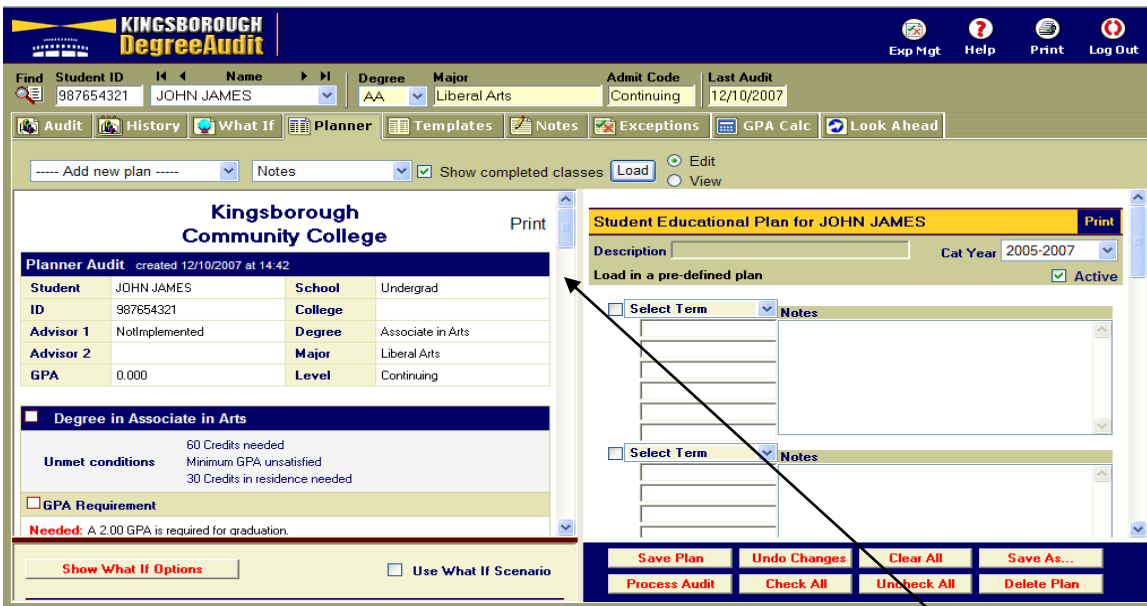 KINGSBOROUGH
DegreeAudit
Exp Mgt Help Print Log Out
Find Student ID Name Degree Major Admit Code Last Audit
987654321 JOHN JAMES AA Liberal Arts Continuing 12/10/2007
Audit History What If Planner Templates Notes Exceptions GPA Calc Look Ahead
----- Add new plan ----- Notes Show completed classes Load Edit
View
Kingsborough
Community College
Print
Planner Audit created 12/10/2007 at 14:42
Student JOHN JAMES School Undergrad
ID 987654321 College
Advisor 1 NotImplemented Degree Associate in Arts
Advisor 2 Major Liberal Arts
GPA 0.000 Level Continuing
Degree in Associate in Arts
Unmet conditions
60 Credits needed
Minimum GPA unsatisfied
30 Credits in residence needed
GPA Requirement
Needed: A 2.00 GPA is required for graduation.
Show What If Options Use What If Scenario
Student Educational Plan for JOHN JAMES Print
Description Cat Year 2005-2007
Load in a pre-defined plan Active
Select Term Notes
Select Term Notes
Save Plan Undo Changes Clear All Save As...
Process Audit Check All Uncheck All Delete Plan